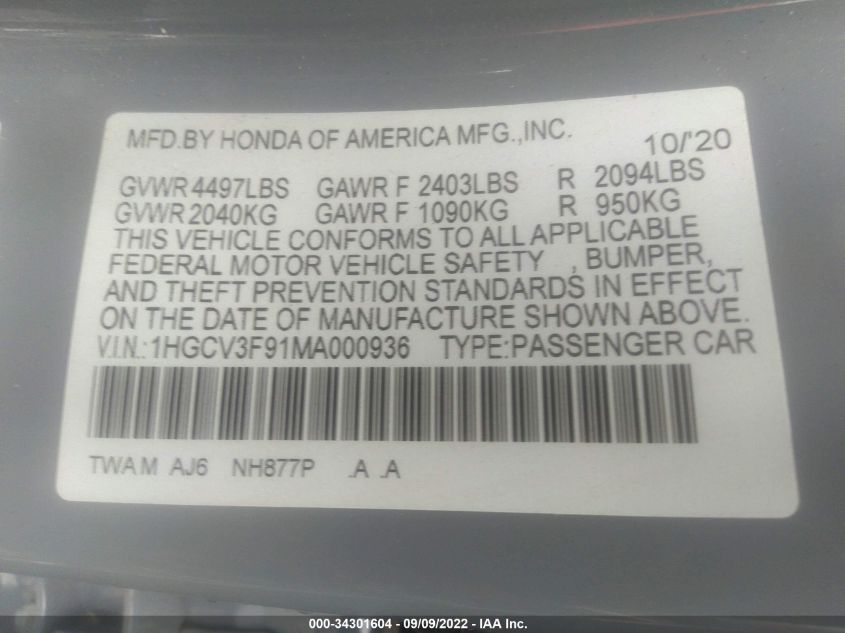 MFD.BY HONDA OF AMERICA MFG.,INC. 10/'20
GVWR 4497LBS GAWR F 2403LBS R 2094LBS
GVWR 2040KG GAWR F 1090KG R 950KG
THIS VEHICLE CONFORMS TO ALL APPLICABLE
FEDERAL MOTOR VEHICLE SAFETY , BUMPER,
AND THEFT PREVENTION STANDARDS IN EFFECT
ON THE DATE OF MANUFACTURE SHOWN ABOVE.
V.I.N.:1HGCV3F91MA000936 TYPE:PASSENGER CAR
TWAM AJ6 NH877P .A .A
000-34301604 - 09/09/2022 - IAA Inc.